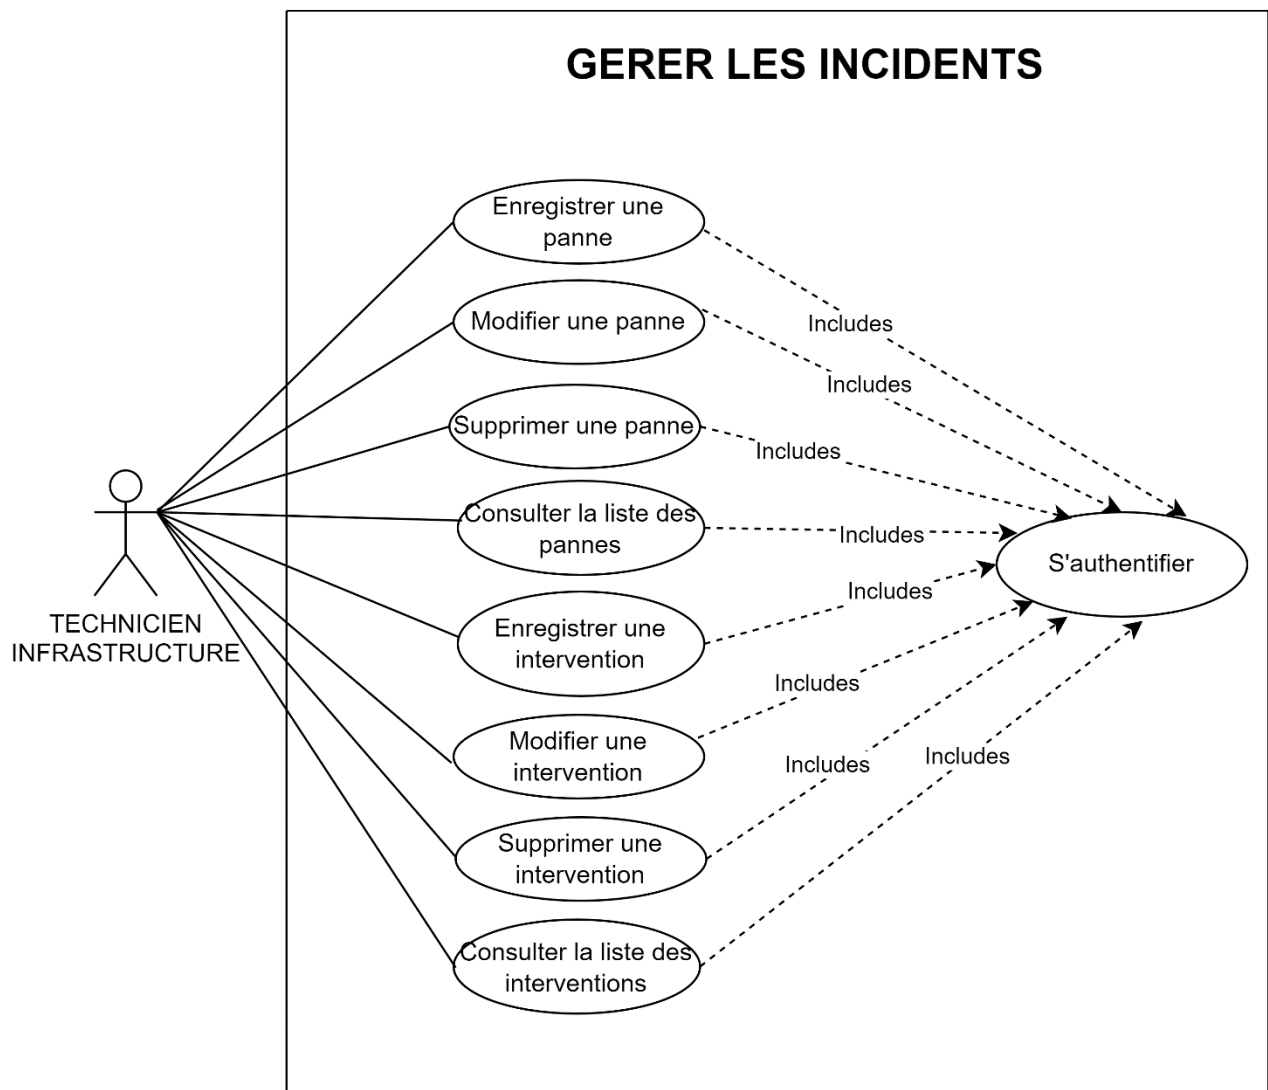 GERER LES INCIDENTS
Enregistrer une
panne
Includes
Modifier une panne
Includes
Supprimer une panne
Includes
Consulter la liste des
pannes
Includes
S'authentifier
TECHNICIEN
INFRASTRUCTURE
Enregistrer une
intervention
Includes
Modifier une
intervention
Includes
Supprimer une
intervention
Includes
Includes
Consulter la liste des
interventions